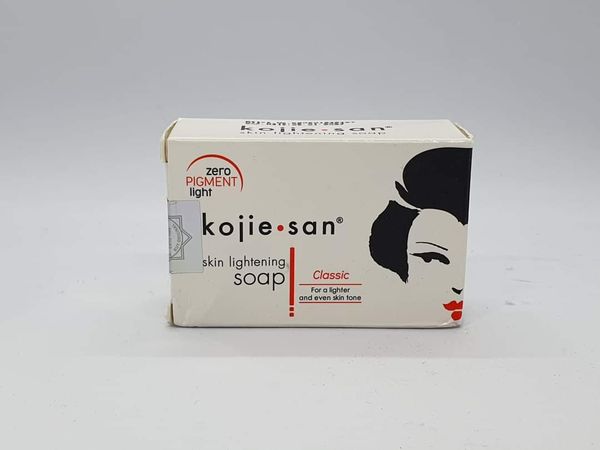 kojie•san®
skin lightening soap
zero
PIGMENT
light
kojie•san®
skin lightening
soap
Classic
For a lighter
and even skin tone